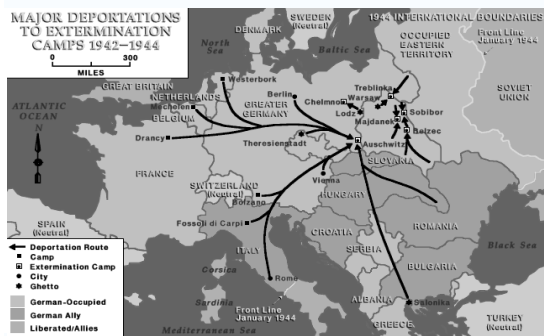 MAJOR DEPORTATIONS
TO EXTERMINATION
CAMPS 1942–1944
0 300
MILES
1944 INTERNATIONAL BOUNDARIES
Front Line
January 1944
SWEDEN
(Neutral)
DENMARK
North
Sea
Baltic Sea
OCCUPIED
EASTERN
TERRITORY
SOVIET
UNION
GREAT BRITAIN
Westerbork
NETHERLANDS
Mechelen
BELGIUM
Berlin
GREATER
GERMANY
Treblinka
Chelmno
Warsaw
Lodz
Sobibor
Majdanek
Belzec
ATLANTIC
OCEAN
N
Drancy
Theresienstadt
Auschwitz
SLOVAKIA
FRANCE
Vienna
SWITZERLAND
(Neutral)
Bolzano
HUNGARY
Fossoli di Carpi
CROATIA
ROMANIA
SPAIN
(Neutral)
ITALY
SERBIA
Black Sea
Corsica
Rome
BULGARIA
Sardinia
Front Line
January 1944
ALBANIA
Salonika
GREECE
TURKEY
(Neutral)
Mediterranean Sea
Deportation Route
Camp
Extermination Camp
City
Ghetto
German-Occupied
German Ally
Liberated/Allies